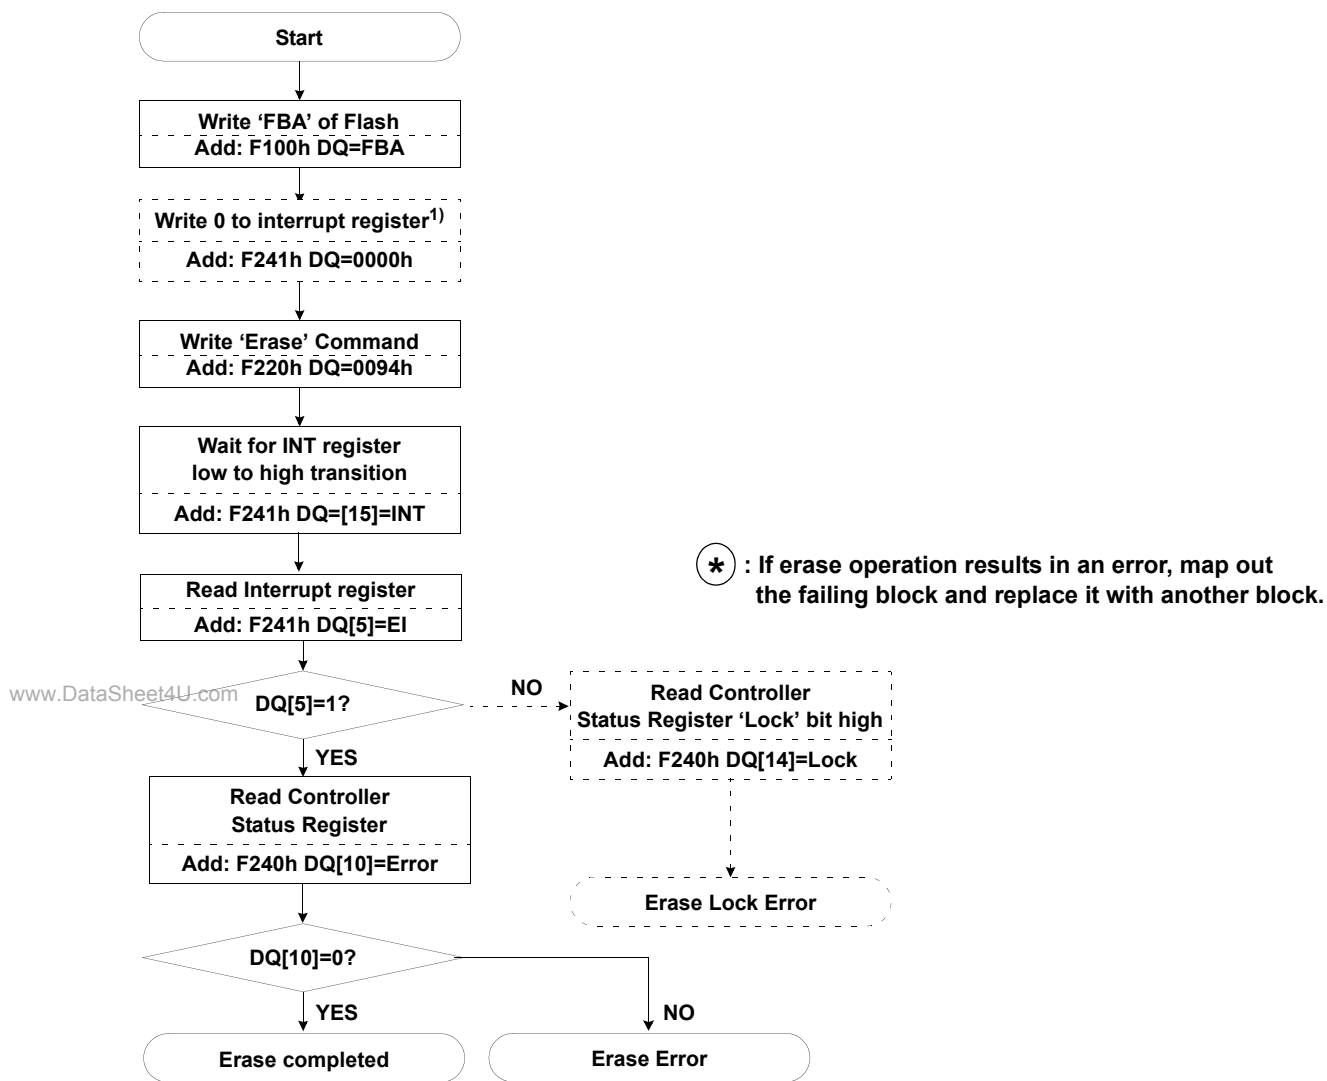 Start
Write ‘FBA’ of Flash
Add: F100h DQ=FBA
Write 0 to interrupt register1)
Add: F241h DQ=0000h
Write ‘Erase’ Command
Add: F220h DQ=0094h
Wait for INT register
low to high transition
Add: F241h DQ=[15]=INT
* : If erase operation results in an error, map out
the failing block and replace it with another block.
Read Interrupt register
Add: F241h DQ[5]=EI
www.DataSheet4U.com
DQ[5]=1?
NO
Read Controller
Status Register ‘Lock’ bit high
Add: F240h DQ[14]=Lock
YES
Read Controller
Status Register
Add: F240h DQ[10]=Error
Erase Lock Error
DQ[10]=0?
YES
NO
Erase completed
Erase Error